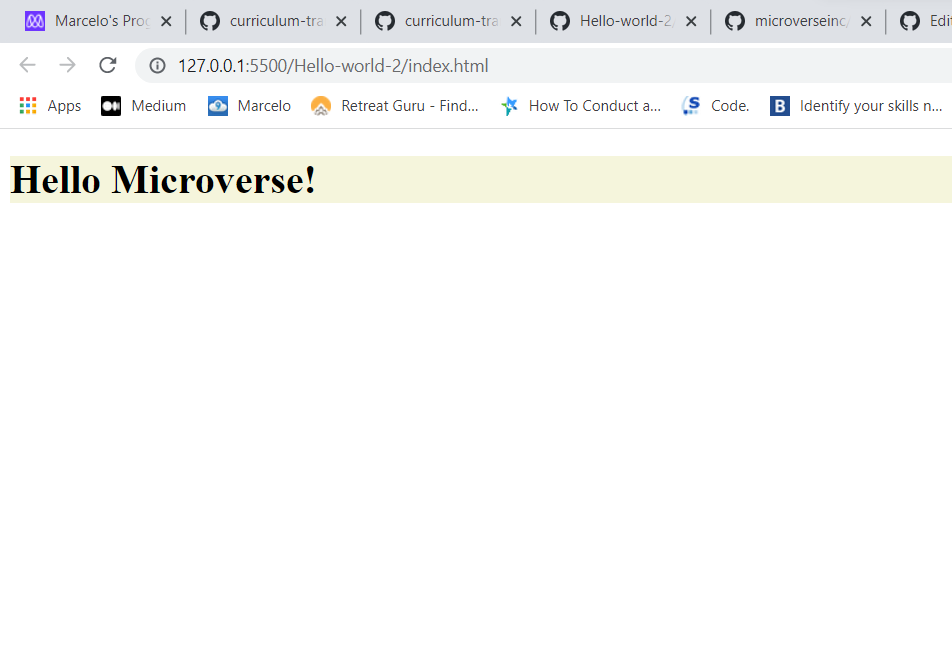 Marcelo's Prog curriculum-tra curriculum-tra Hello-world-2/ microverseinc/ Edi
127.0.0.1:5500/Hello-world-2/index.html
Apps Medium Marcelo Retreat Guru - Find... How To Conduct a... Code. Identify your skills n...
Hello Microverse!